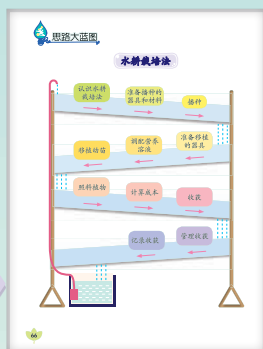 思路大蓝图
水耕栽培法
认识水耕
栽培法
准备播种的
器具和材料
播种
准备移植
的器具
调配营养
溶液
移植幼苗
照料植物
计算成本
收获
管理收获
记录收获
66